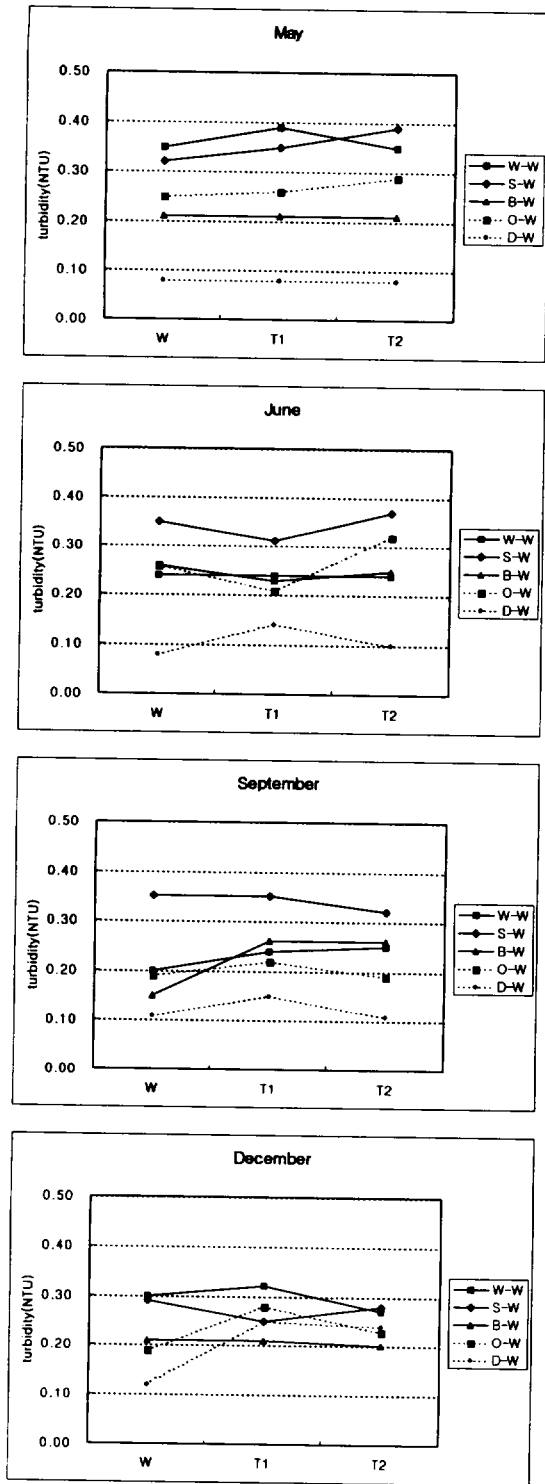 May
turbidity(NTU)
0.50
0.40
0.30
0.20
0.10
0.00
W T1 T2
W-W
S-W
B-W
O-W
D-W
June
turbidity(NTU)
0.50
0.40
0.30
0.20
0.10
0.00
W T1 T2
W-W
S-W
B-W
O-W
D-W
September
turbidity(NTU)
0.50
0.40
0.30
0.20
0.10
0.00
W T1 T2
W-W
S-W
B-W
O-W
D-W
December
turbidity(NTU)
0.50
0.40
0.30
0.20
0.10
0.00
W T1 T2
W-W
S-W
B-W
O-W
D-W